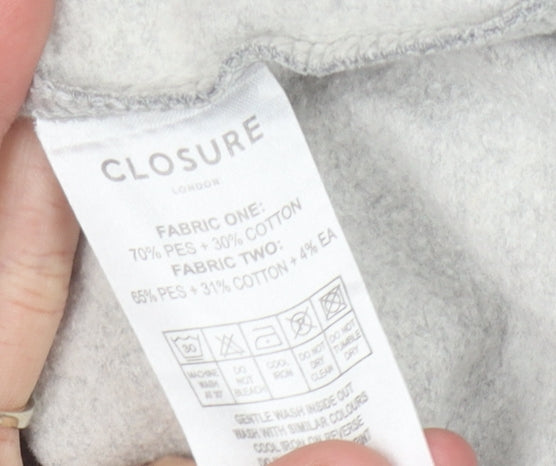 CLOSURE
LONDON
FABRIC ONE:
70% PES + 30% COTTON
FABRIC TWO:
65% PES + 31% COTTON + 4% EA
30
MACHINE WASH AT 30°
DO NOT BLEACH
COOL IRON
DO NOT DRY CLEAN
DO NOT TUMBLE DRY
GENTLE WASH INSIDE OUT
WASH WITH SIMILAR COLOURS
COOL IRON ON REVERSE